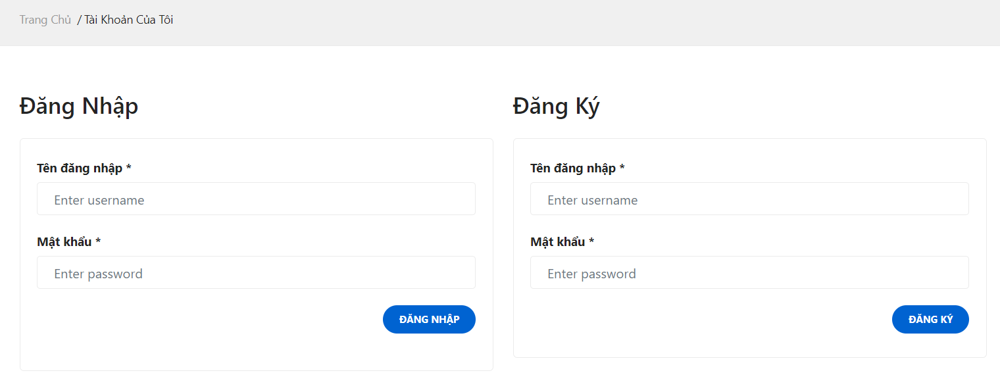 Trang Chủ / Tài Khoản Của Tôi
Đăng Nhập
Tên đăng nhập *
Enter username
Mật khẩu *
Enter password
ĐĂNG NHẬP
Đăng Ký
Tên đăng nhập *
Enter username
Mật khẩu *
Enter password
ĐĂNG KÝ